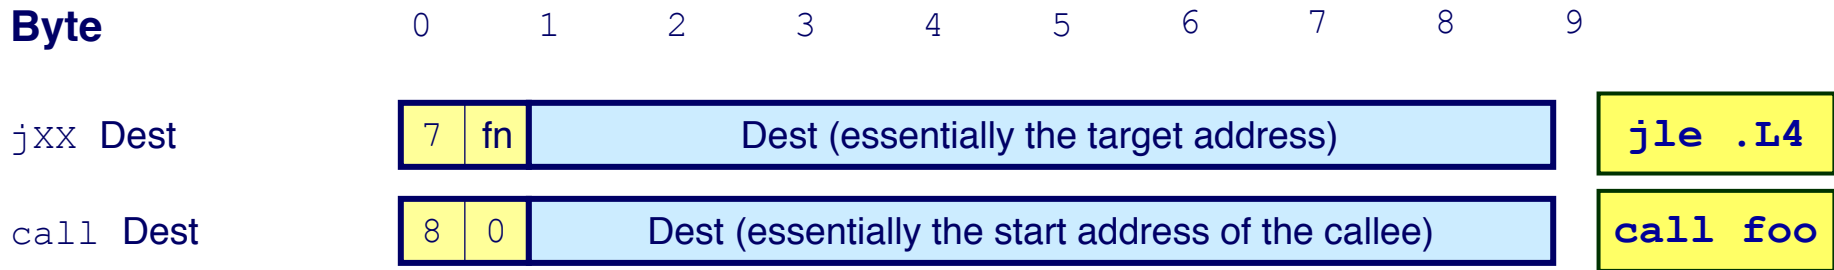 Byte 0 1 2 3 4 5 6 7 8 9
jXX Dest 7 fn Dest (essentially the target address) jle .L4
call Dest 8 0 Dest (essentially the start address of the callee) call foo